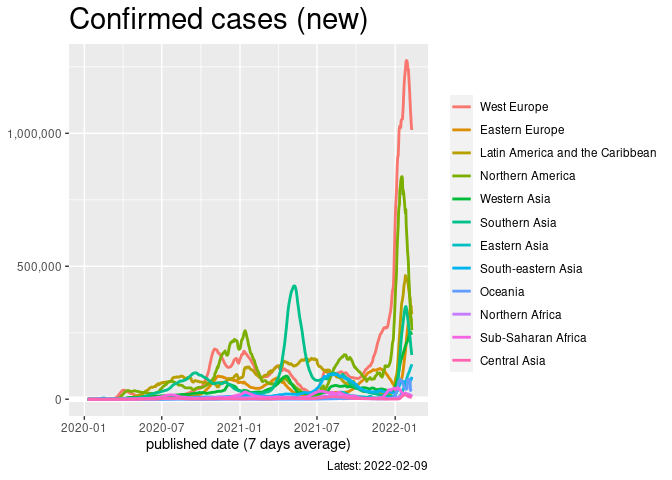 Confirmed cases (new)
1,000,000
500,000
0
2020-01 2020-07 2021-01 2021-07 2022-01
published date (7 days average)
Latest: 2022-02-09
West Europe
Eastern Europe
Latin America and the Caribbean
Northern America
Western Asia
Southern Asia
Eastern Asia
South-eastern Asia
Oceania
Northern Africa
Sub-Saharan Africa
Central Asia